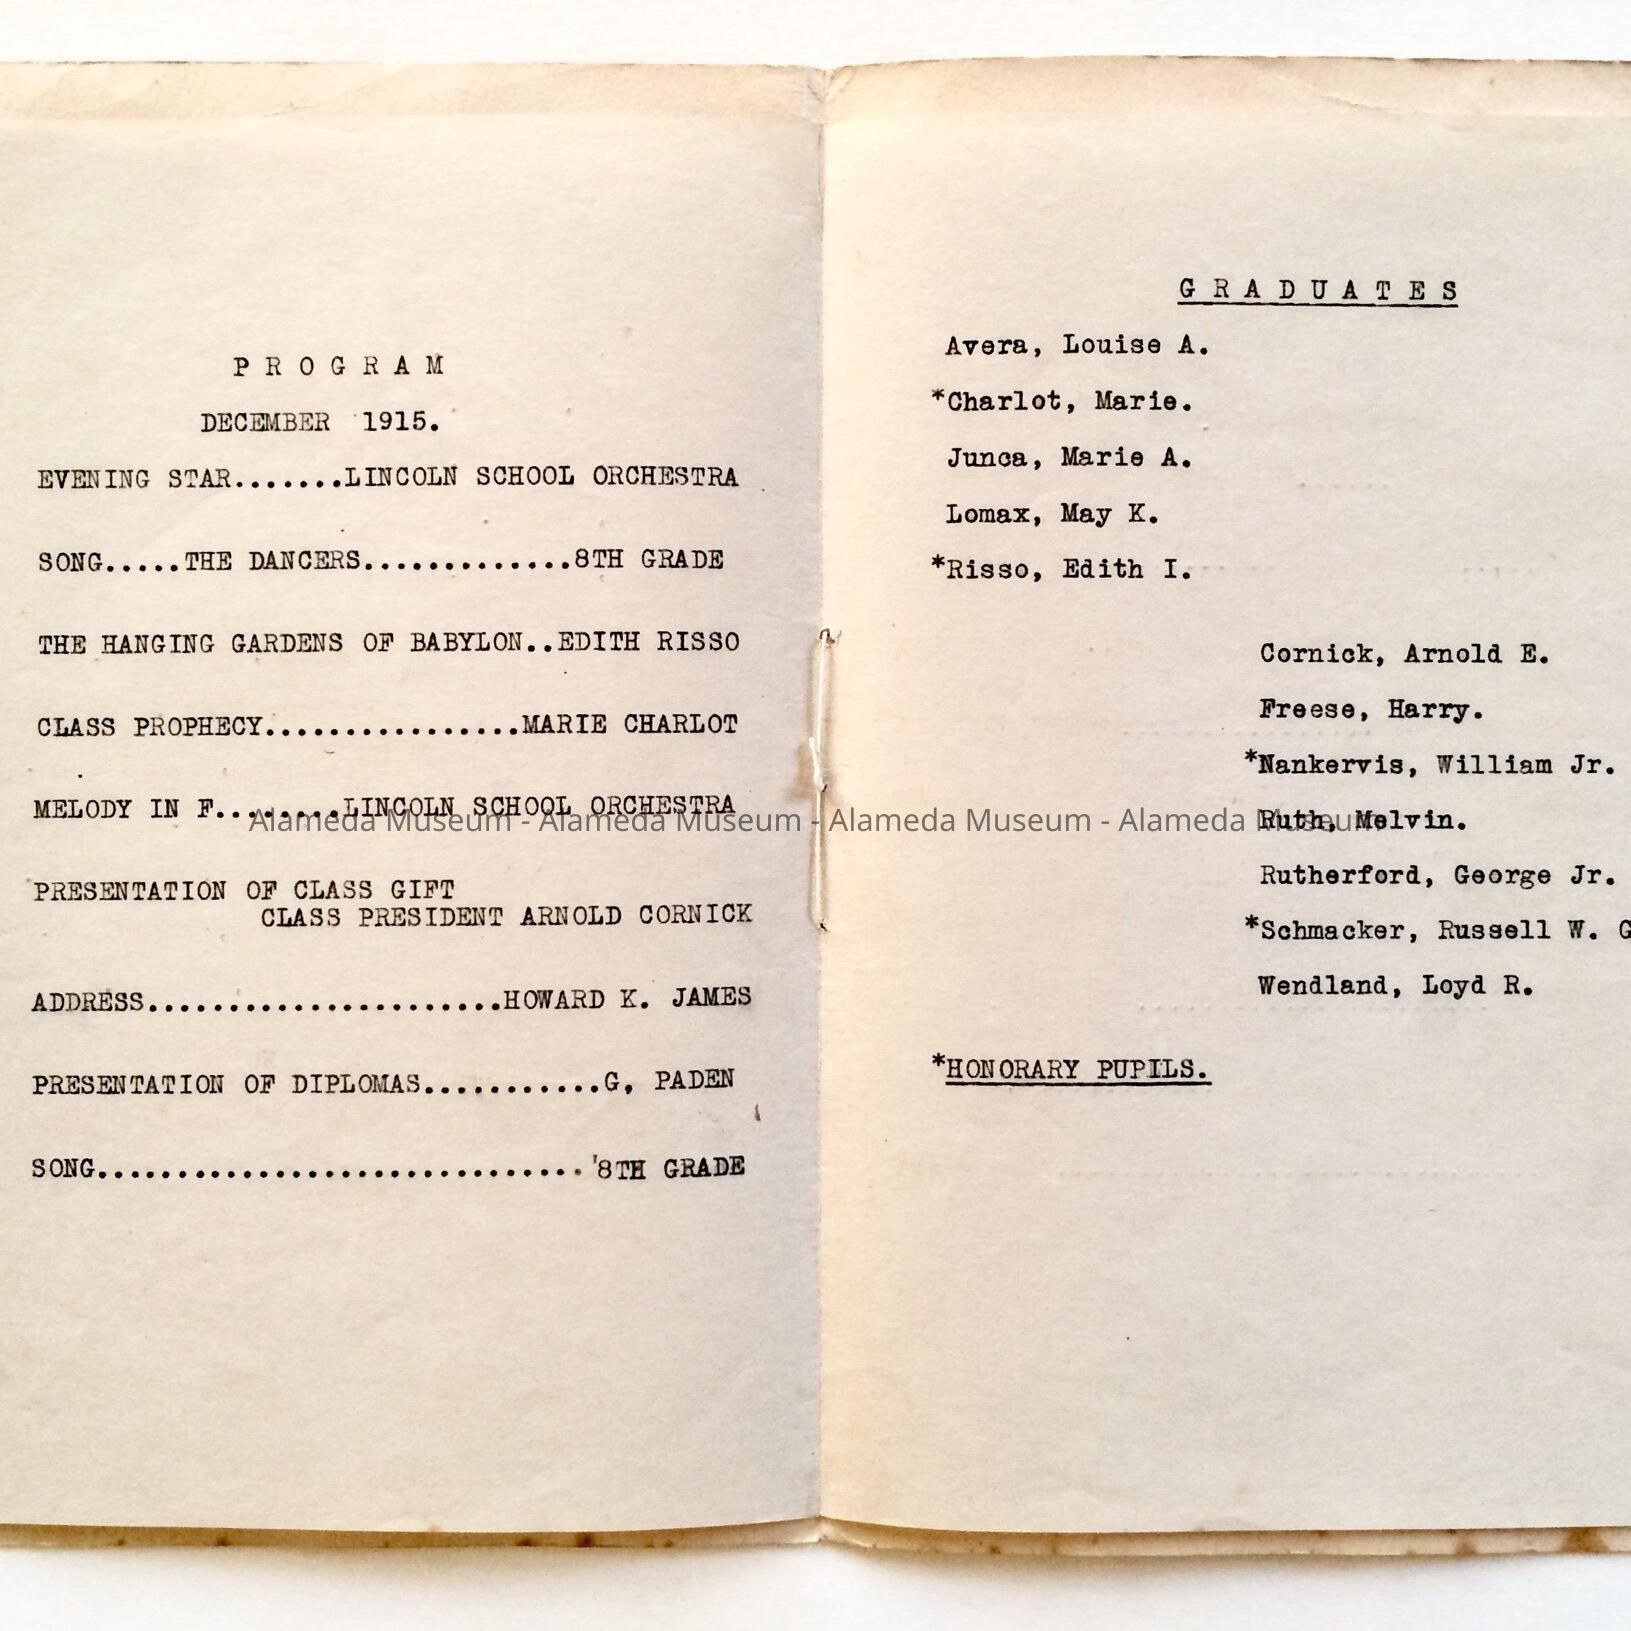 P R O G R A M
DECEMBER 1915.
EVENING STAR.......LINCOLN SCHOOL ORCHESTRA
SONG.....THE DANCERS.............8TH GRADE
THE HANGING GARDENS OF BABYLON..EDITH RISSO
CLASS PROPHECY................MARIE CHARLOT
MELODY IN F........LINCOLN SCHOOL ORCHESTRA
PRESENTATION OF CLASS GIFT
CLASS PRESIDENT ARNOLD CORNICK
ADDRESS......................HOWARD K. JAMES
PRESENTATION OF DIPLOMAS...........G, PADEN
SONG...............................'8TH GRADE
G R A D U A T E S
Avera, Louise A.
*Charlot, Marie.
Junca, Marie A.
Lomax, May K.
*Risso, Edith I.
Cornick, Arnold E.
Freese, Harry.
*Nankervis, William Jr.
Ruth, Melvin.
Rutherford, George Jr.
*Schmacker, Russell W. G
Wendland, Loyd R.
*HONORARY PUPILS.
Alameda Museum - Alameda Museum - Alameda Museum - Alameda Museum